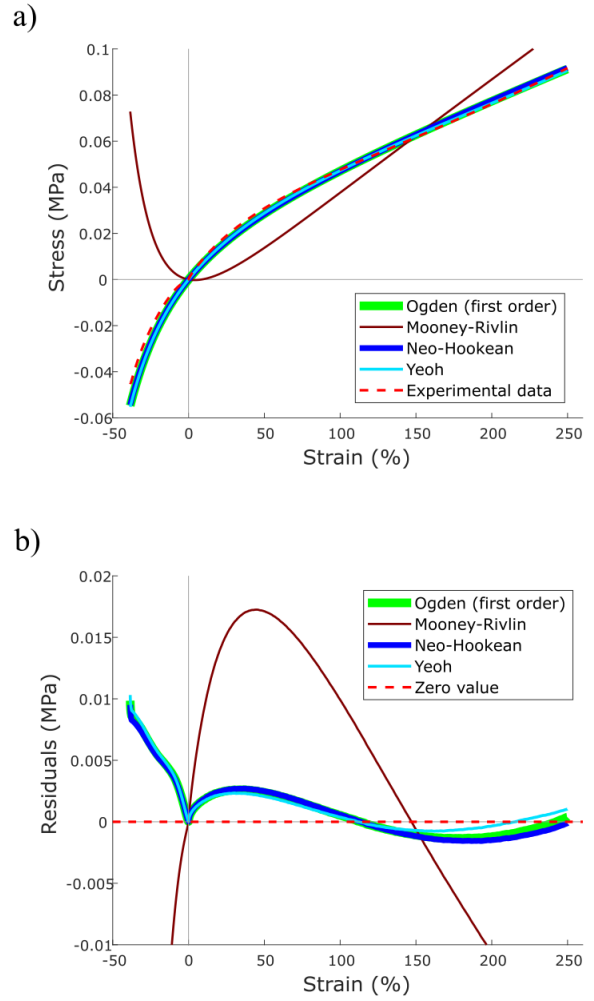 a)
0.1
0.08
0.06
0.04
0.02
0
-0.02
-0.04
-0.06
Stress (MPa)
Ogden (first order)
Mooney-Rivlin
Neo-Hookean
Yeoh
Experimental data
-50 0 50 100 150 200 250
Strain (%)
b)
0.02
0.015
0.01
0.005
0
-0.005
-0.01
Residuals (MPa)
Ogden (first order)
Mooney-Rivlin
Neo-Hookean
Yeoh
Zero value
-50 0 50 100 150 200 250
Strain (%)